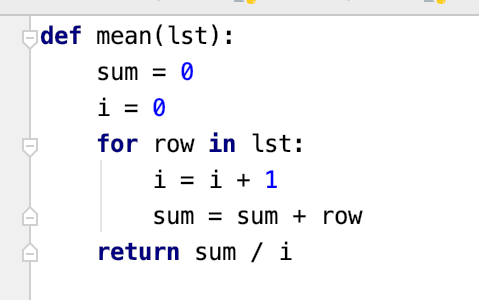 def mean(lst):
    sum = 0
    i = 0
    for row in lst:
        i = i + 1
        sum = sum + row
    return sum / i